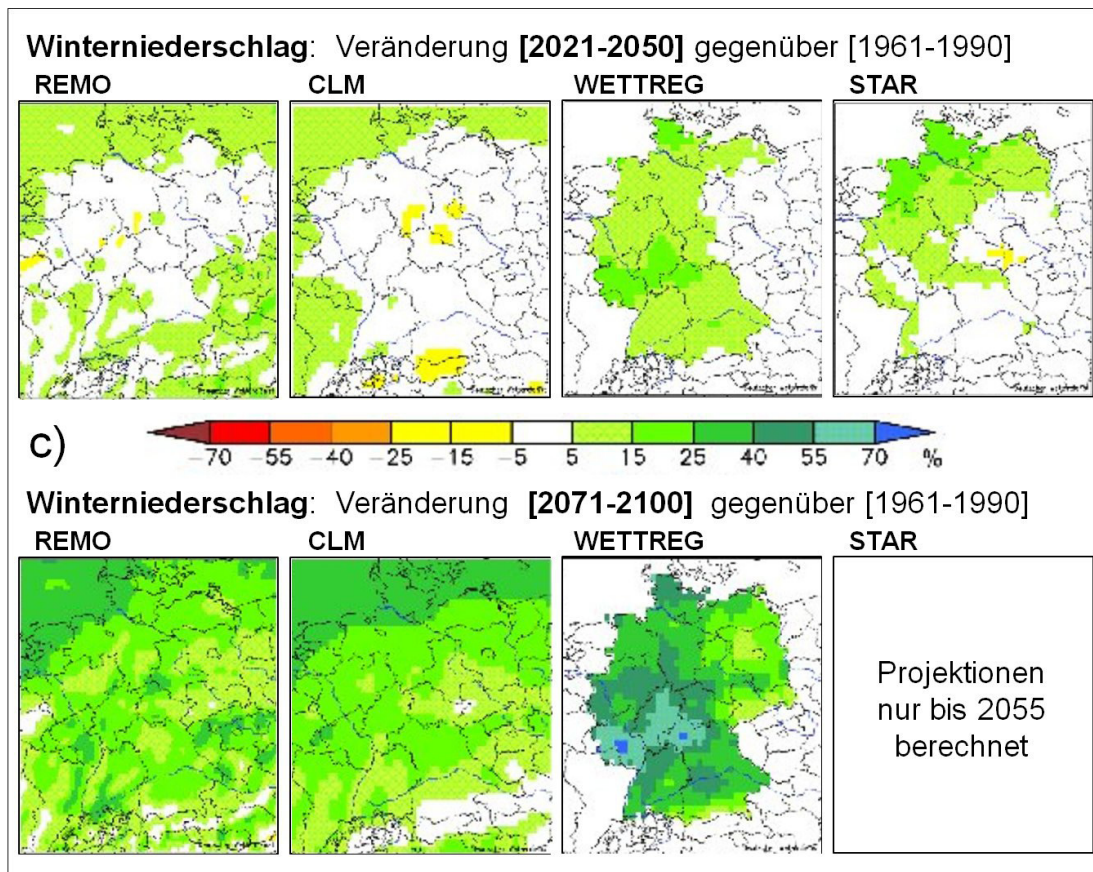 Winterniederschlag: Veränderung [2021-2050] gegenüber [1961-1990]
REMO CLM WETTREG STAR
c)
−70 −55 −40 −25 −15 −5 5 15 25 40 55 70 %
Winterniederschlag: Veränderung [2071-2100] gegenüber [1961-1990]
REMO CLM WETTREG STAR
Projektionen
nur bis 2055
berechnet